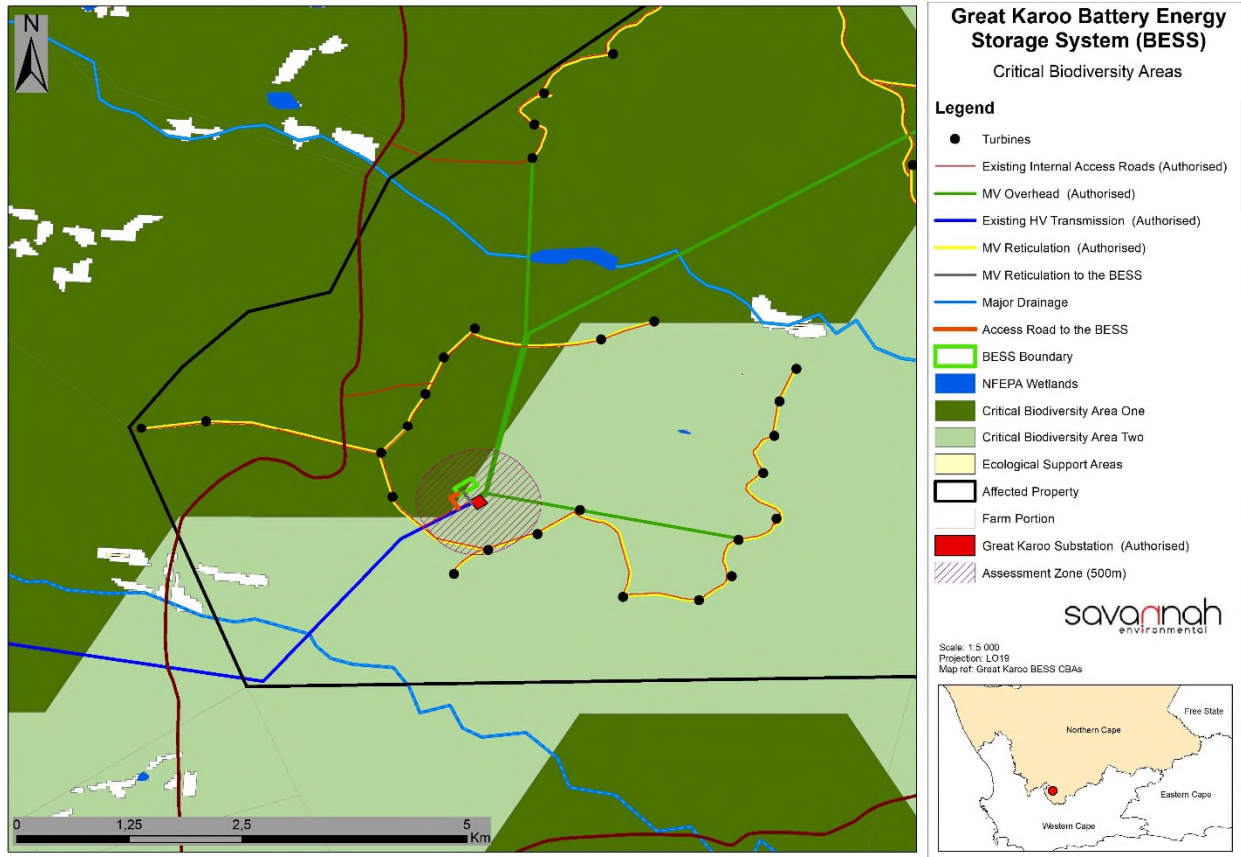 N
0
1,25
2,5
5
Km
Great Karoo Battery Energy
Storage System (BESS)
Critical Biodiversity Areas
Legend
Turbines
Existing Internal Access Roads (Authorised)
MV Overhead (Authorised)
Existing HV Transmission (Authorised)
MV Reticulation (Authorised)
MV Reticulation to the BESS
Major Drainage
Access Road to the BESS
BESS Boundary
NFEPA Wetlands
Critical Biodiversity Area One
Critical Biodiversity Area Two
Ecological Support Areas
Affected Property
Farm Portion
Great Karoo Substation (Authorised)
Assessment Zone (500m)
savannah
environmental
Scale: 1:5 000
Projection: LO19
Map ref: Great Karoo BESS CBAs
Free State
Northern Cape
Eastern Cape
Western Cape